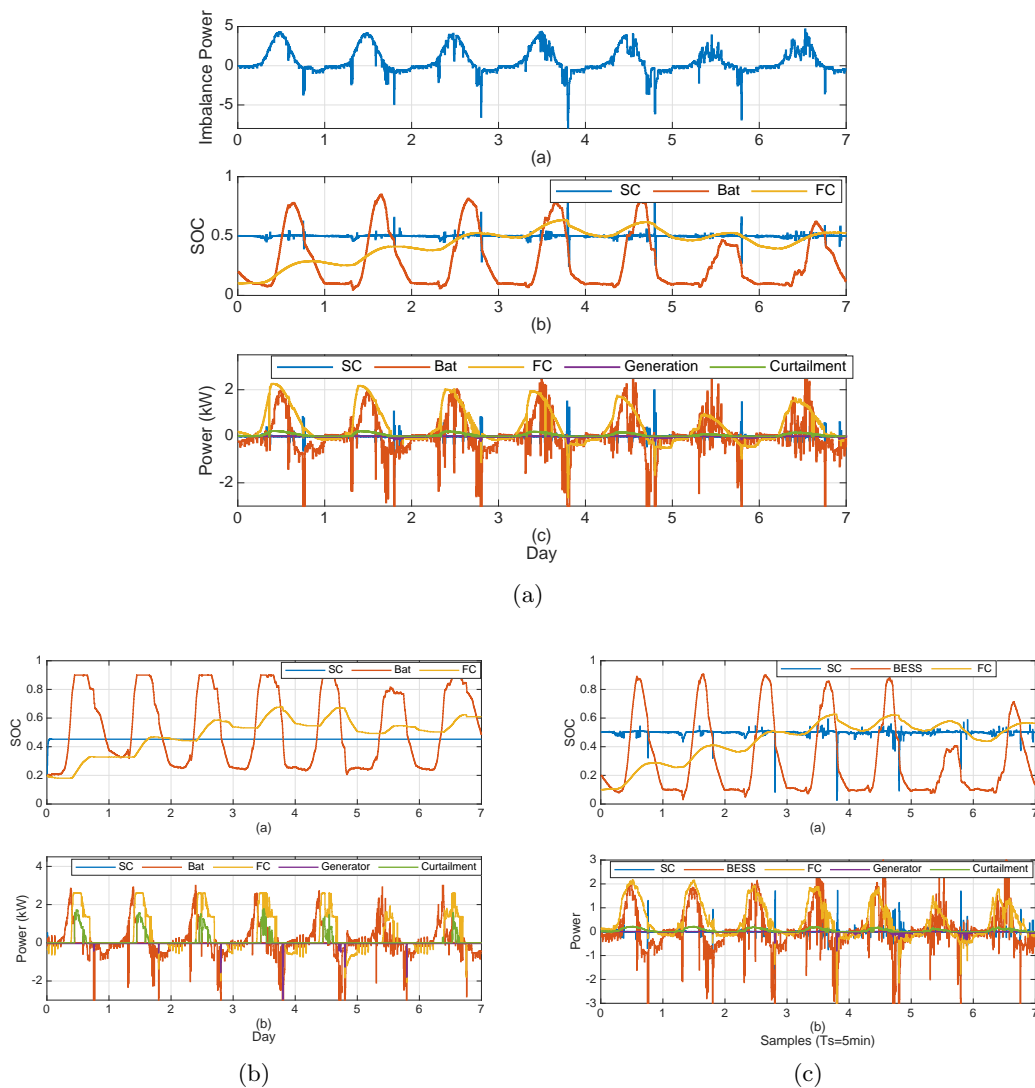 Imbalance Power
5
0
-5
0 1 2 3 4 5 6 7
(a)
SOC
1
0.5
0
SC Bat FC
0 1 2 3 4 5 6 7
(b)
Power (kW)
2
0
-2
SC Bat FC Generation Curtailment
0 1 2 3 4 5 6 7
(c)
Day
(a)
SOC
1
0.8
0.6
0.4
0.2
0
SC Bat FC
0 1 2 3 4 5 6 7
(a)
Power (kW)
4
2
0
-2
SC Bat FC Generator Curtailment
0 1 2 3 4 5 6 7
(b)
Day
(b)
SOC
1
0.8
0.6
0.4
0.2
0
SC BESS FC
0 1 2 3 4 5 6 7
(a)
Power
3
2
1
0
-1
-2
-3
SC BESS FC Generator Curtailment
0 1 2 3 4 5 6 7
(b)
Samples (Ts=5min)
(c)